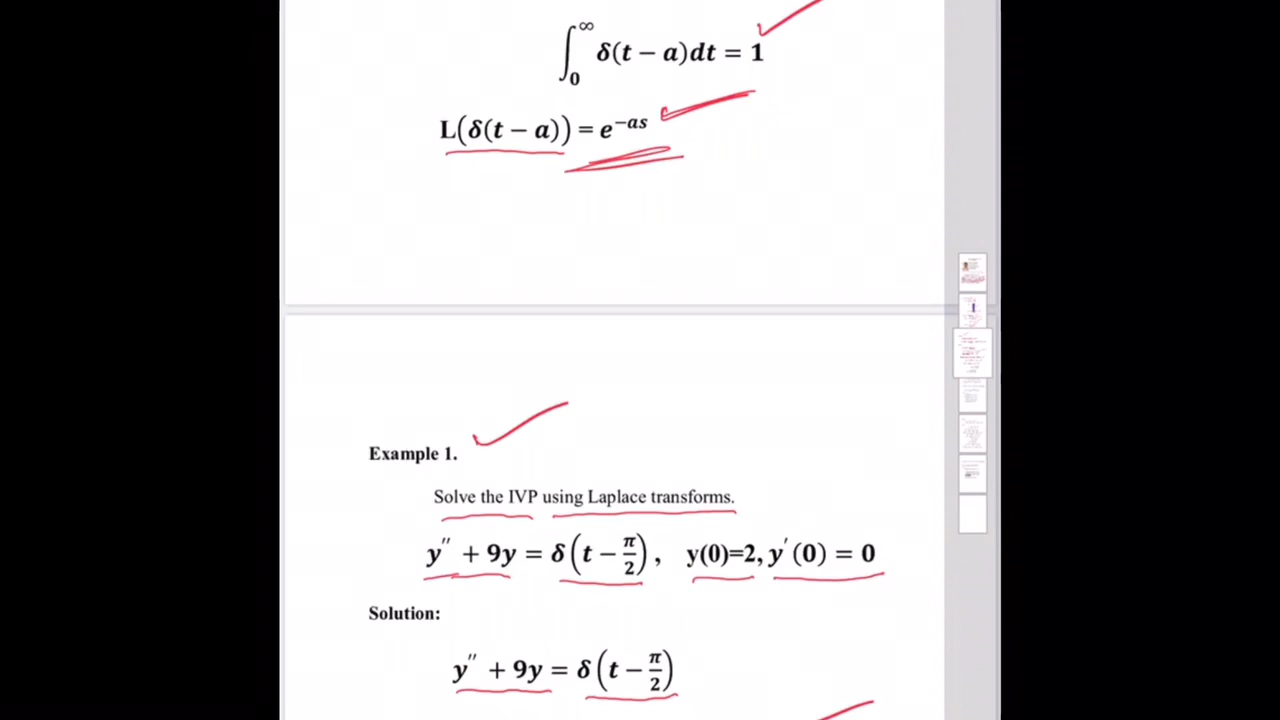 ∫₀^∞ δ(t − a)dt = 1
L(δ(t − a)) = e^{−as}
Example 1.
Solve the IVP using Laplace transforms.
y″ + 9y = δ(t − π/2), y(0)=2, y′(0) = 0
Solution:
y″ + 9y = δ(t − π/2)